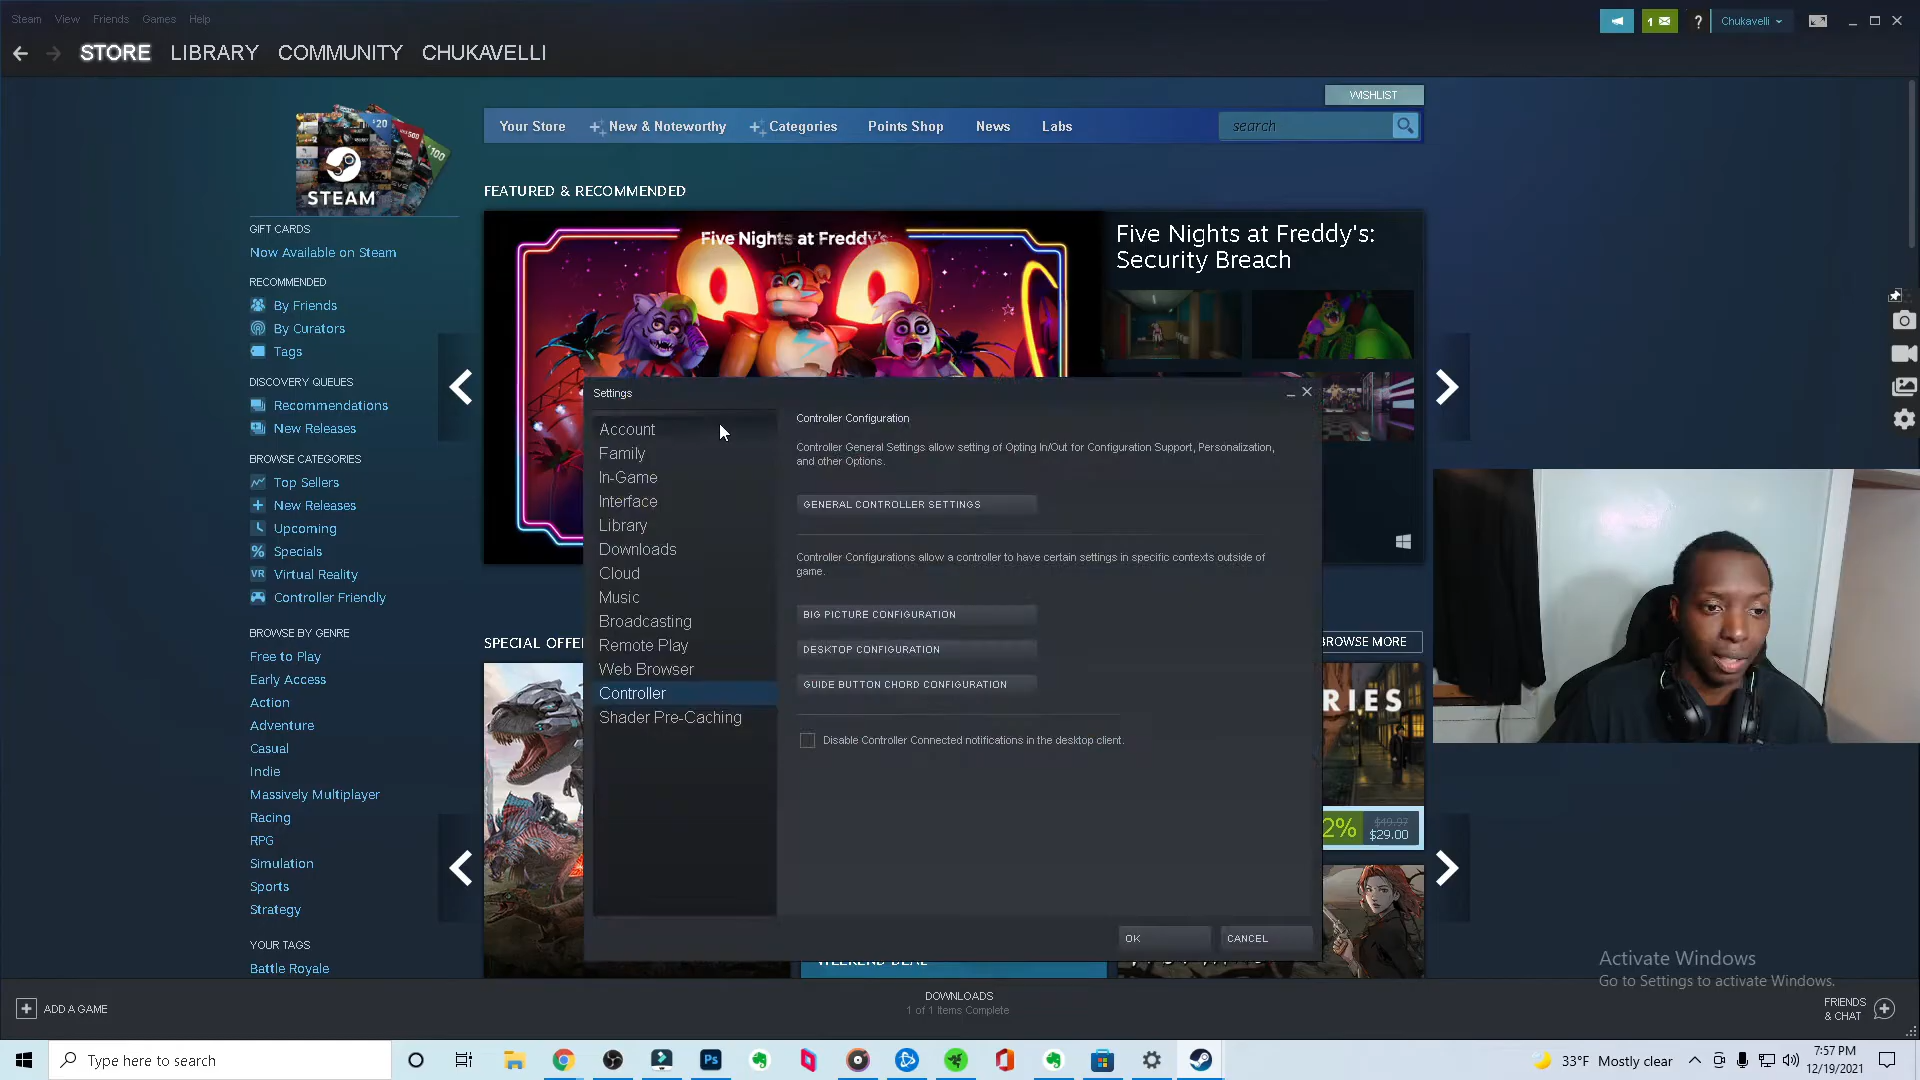 Steam View Friends Games Help
1
?
Chukavelli
STORE LIBRARY COMMUNITY CHUKAVELLI
WISHLIST
Your Store New & Noteworthy Categories Points Shop News Labs
search
STEAM
FEATURED & RECOMMENDED
GIFT CARDS
Now Available on Steam
RECOMMENDED
By Friends
By Curators
Tags
DISCOVERY QUEUES
Recommendations
New Releases
BROWSE CATEGORIES
Top Sellers
New Releases
Upcoming
Specials
VR Virtual Reality
Controller Friendly
BROWSE BY GENRE
Free to Play
Early Access
Action
Adventure
Casual
Indie
Massively Multiplayer
Racing
RPG
Simulation
Sports
Strategy
YOUR TAGS
Battle Royale
Five Nights at Freddy's
Five Nights at Freddy's:
Security Breach
Settings
Account
Family
In-Game
Interface
Library
Downloads
Cloud
Music
Broadcasting
Remote Play
Web Browser
Controller
Shader Pre-Caching
Controller Configuration
Controller General Settings allow setting of Opting In/Out for Configuration Support, Personalization,
and other Options.
GENERAL CONTROLLER SETTINGS
Controller Configurations allow a controller to have certain settings in specific contexts outside of
game.
BIG PICTURE CONFIGURATION
DESKTOP CONFIGURATION
GUIDE BUTTON CHORD CONFIGURATION
Disable Controller Connected notifications in the desktop client.
OK CANCEL
BROWSE MORE
$49.97
$29.00
WEEKEND DEAL
Activate Windows
Go to Settings to activate Windows.
ADD A GAME
DOWNLOADS
1 of 1 Items Complete
FRIENDS
& CHAT
Type here to search
Ps
33°F Mostly clear
7:57 PM
12/19/2021